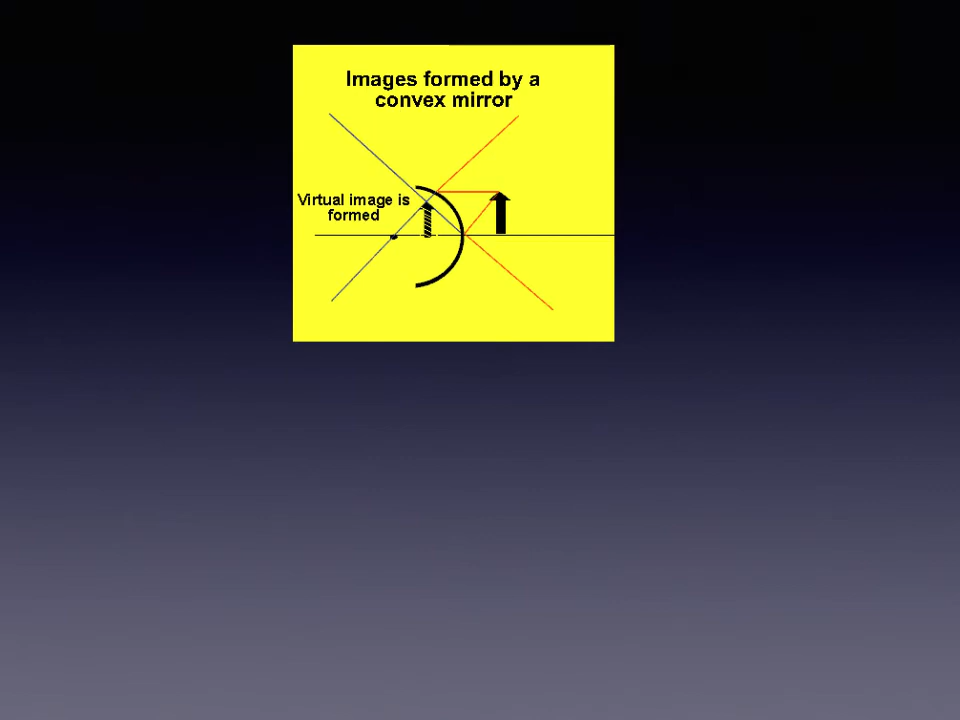 Images formed by a
convex mirror
Virtual image is
formed